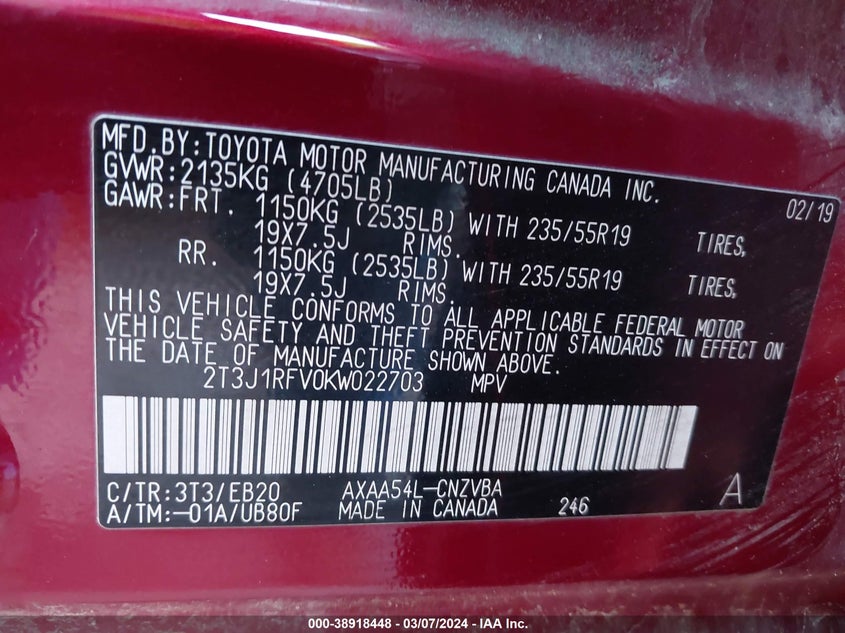 MFD.BY:TOYOTA MOTOR MANUFACTURING CANADA INC.
GVWR:2135KG (4705LB) 02/19
GAWR:FRT. 1150KG (2535LB) WITH 235/55R19 TIRES,
19X7.5J RIMS.
RR. 1150KG (2535LB) WITH 235/55R19 TIRES,
19X7.5J RIMS.
THIS VEHICLE CONFORMS TO ALL APPLICABLE FEDERAL MOTOR
VEHICLE SAFETY AND THEFT PREVENTION STANDARDS IN EFFECT ON
THE DATE OF MANUFACTURE SHOWN ABOVE.
2T3J1RFV0KW022703 MPV
C/TR:3T3/EB20 AXAA54L-CNZVBA A
A/TM:-01A/UB80F MADE IN CANADA 246
000-38918448 - 03/07/2024 - IAA Inc.